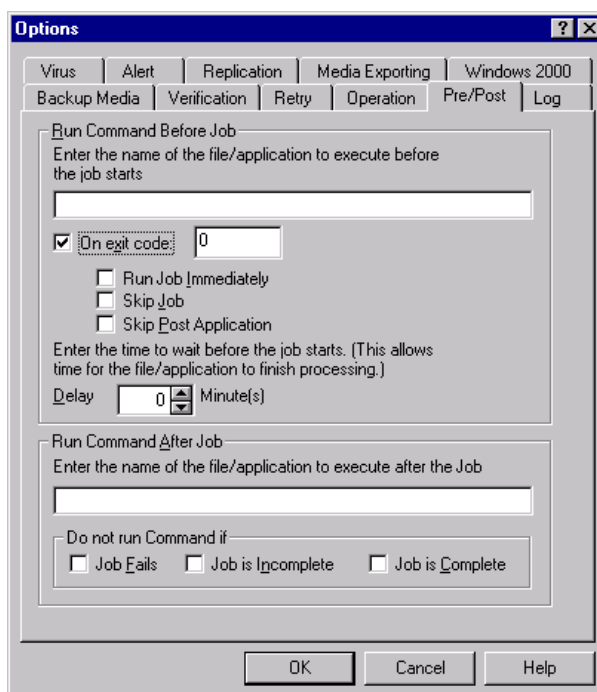 Options
Virus Alert Replication Media Exporting Windows 2000
Backup Media Verification Retry Operation Pre/Post Log
Run Command Before Job
Enter the name of the file/application to execute before
the job starts
On exit code: 0
Run Job Immediately
Skip Job
Skip Post Application
Enter the time to wait before the job starts. (This allows
time for the file/application to finish processing.)
Delay 0 Minute(s)
Run Command After Job
Enter the name of the file/application to execute after the Job
Do not run Command if
Job Fails Job is Incomplete Job is Complete
OK Cancel Help